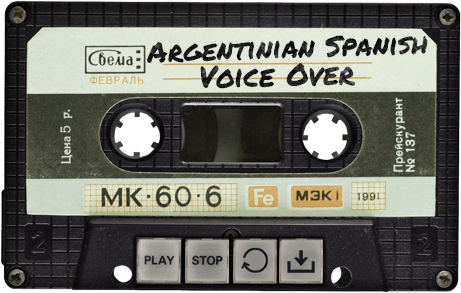 Свема
ARGENTINIAN SPANISH
VOICE OVER
ФЕВРАЛЬ
Цена 5 р.
Прейскурант
№ 137
МК·60·6
Fe
МЭК I
1991
2
2
PLAY
STOP